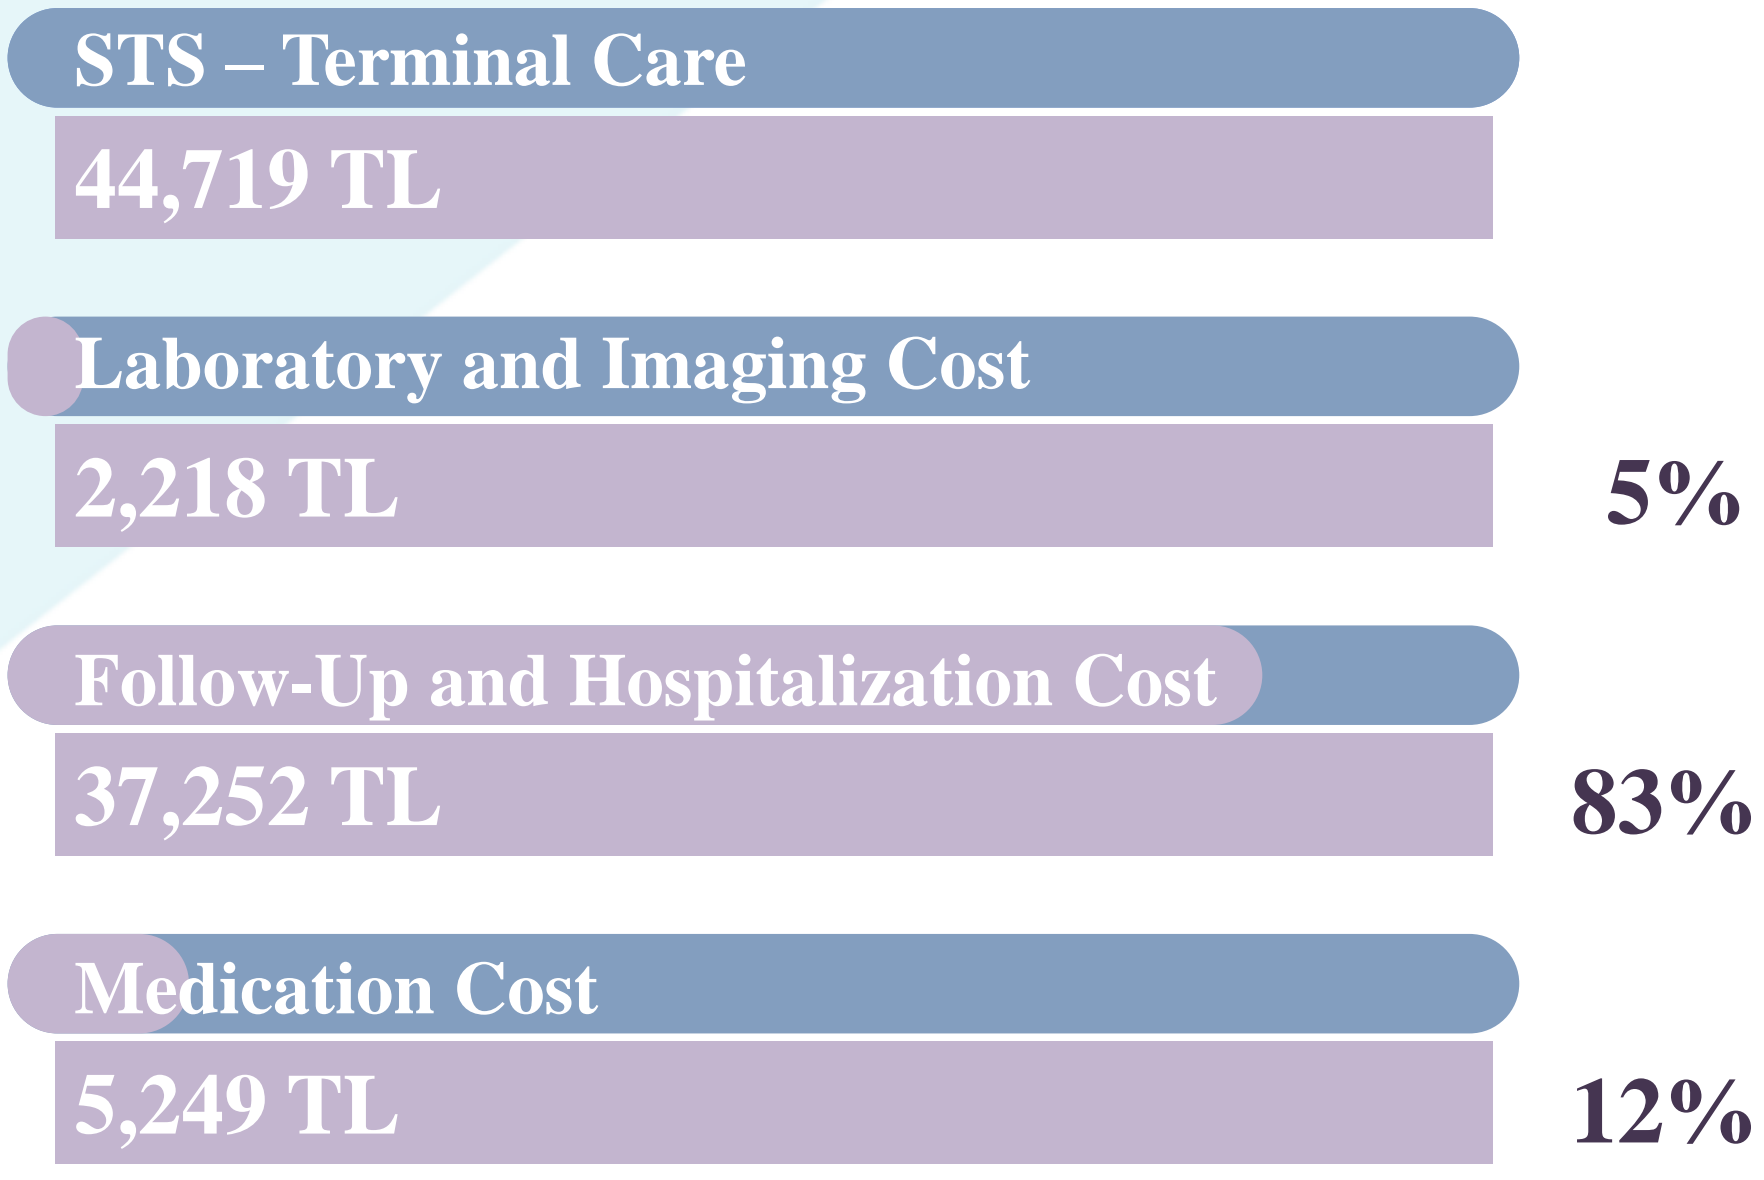 STS – Terminal Care
44,719 TL
Laboratory and Imaging Cost
2,218 TL
5%
Follow-Up and Hospitalization Cost
37,252 TL
83%
Medication Cost
5,249 TL
12%